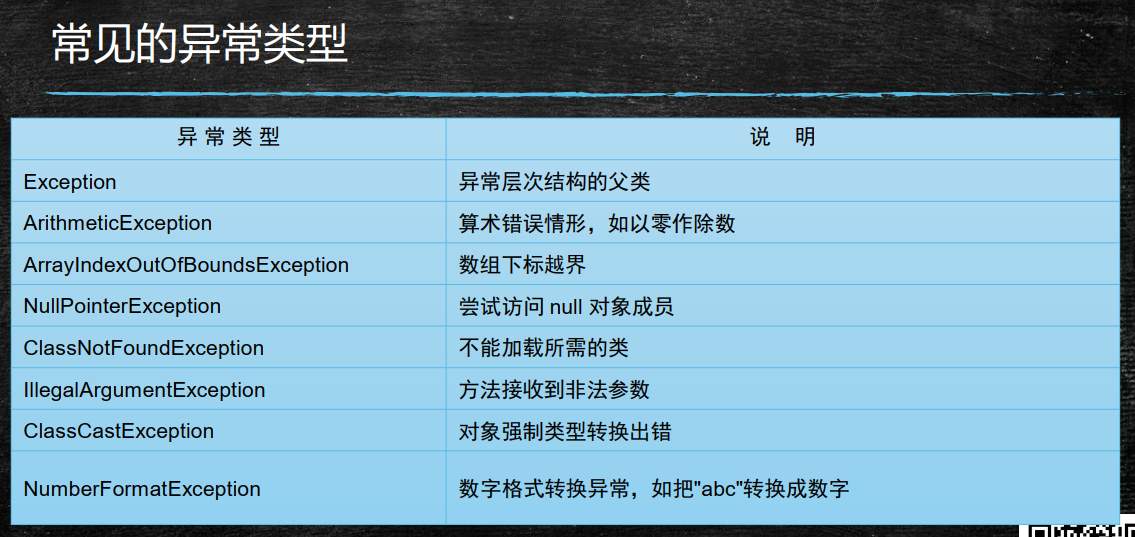 常见的异常类型
异 常 类 型 说 明
Exception 异常层次结构的父类
ArithmeticException 算术错误情形，如以零作除数
ArrayIndexOutOfBoundsException 数组下标越界
NullPointerException 尝试访问 null 对象成员
ClassNotFoundException 不能加载所需的类
IllegalArgumentException 方法接收到非法参数
ClassCastException 对象强制类型转换出错
NumberFormatException 数字格式转换异常，如把"abc"转换成数字